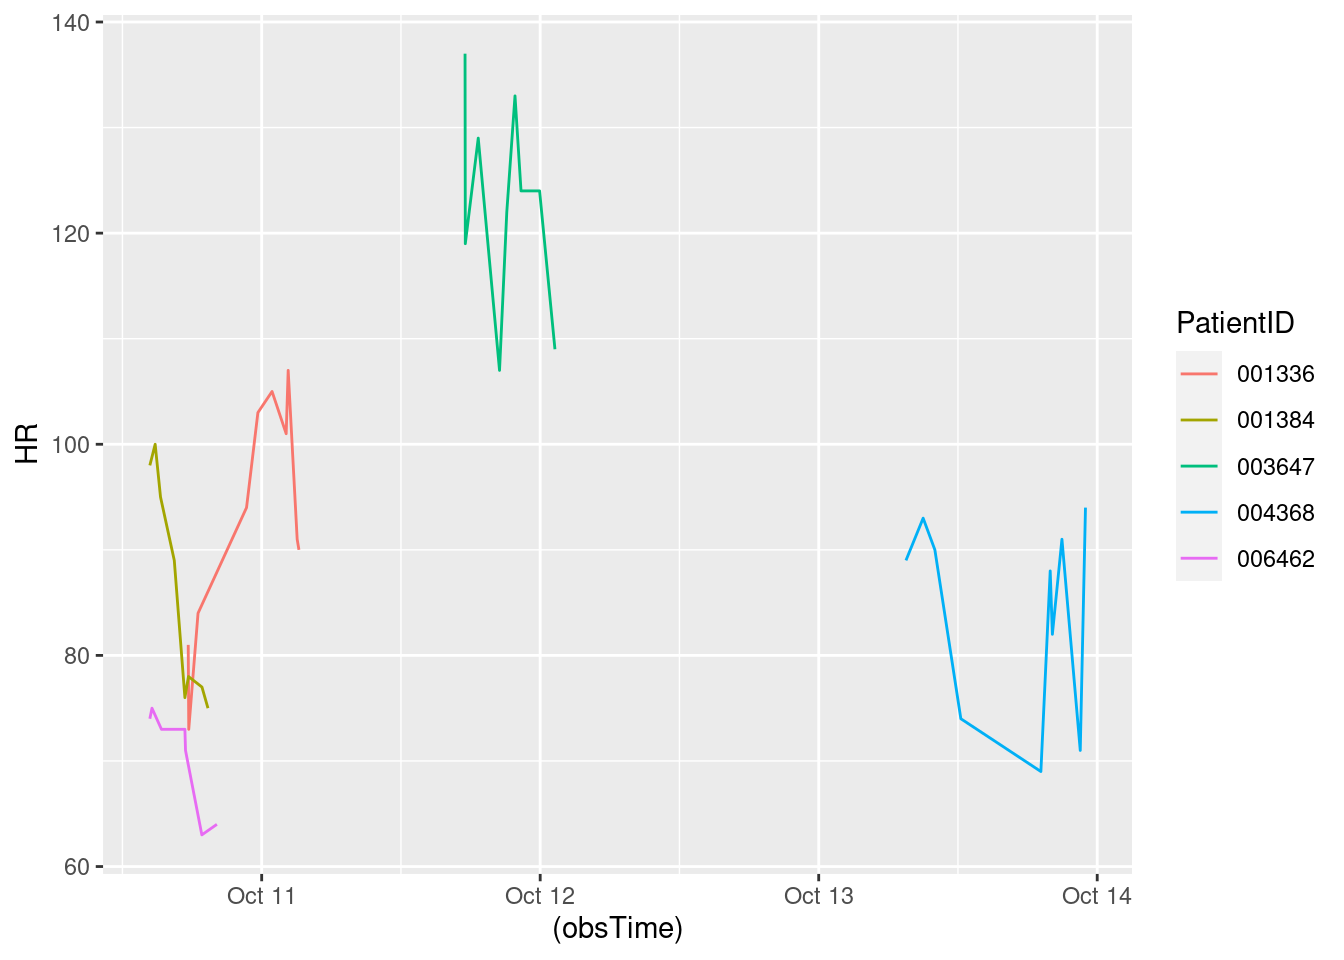 140
120
100
80
60
HR
Oct 11
Oct 12
Oct 13
Oct 14
(obsTime)
PatientID
001336
001384
003647
004368
006462